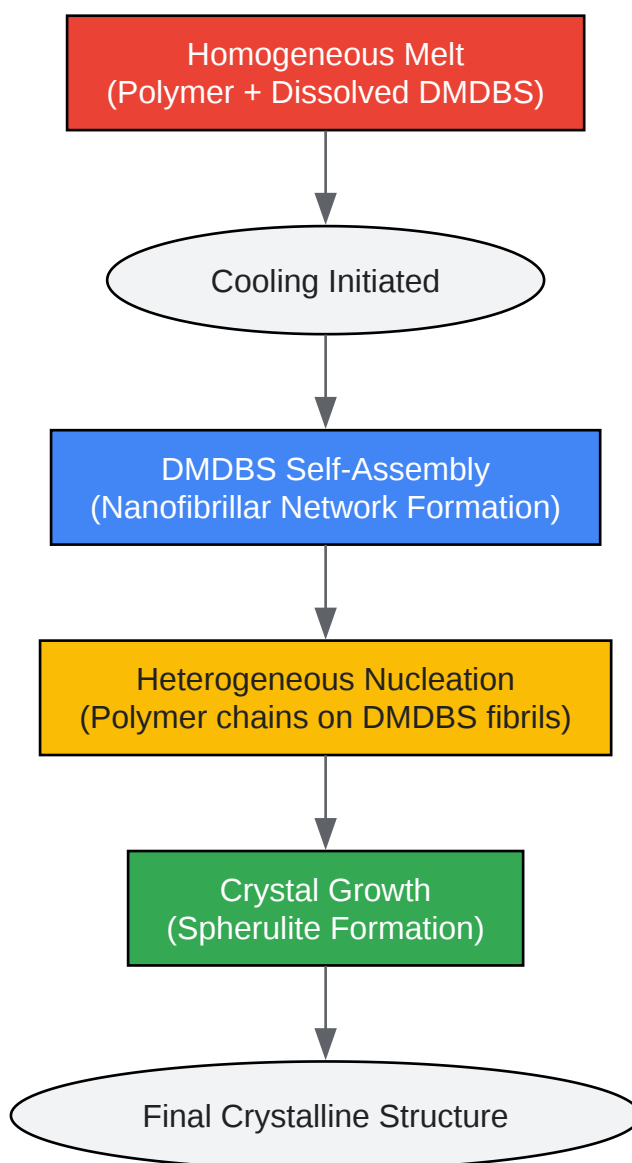 Homogeneous Melt
(Polymer + Dissolved DMDBS)
Cooling Initiated
DMDBS Self-Assembly
(Nanofibrillar Network Formation)
Heterogeneous Nucleation
(Polymer chains on DMDBS fibrils)
Crystal Growth
(Spherulite Formation)
Final Crystalline Structure